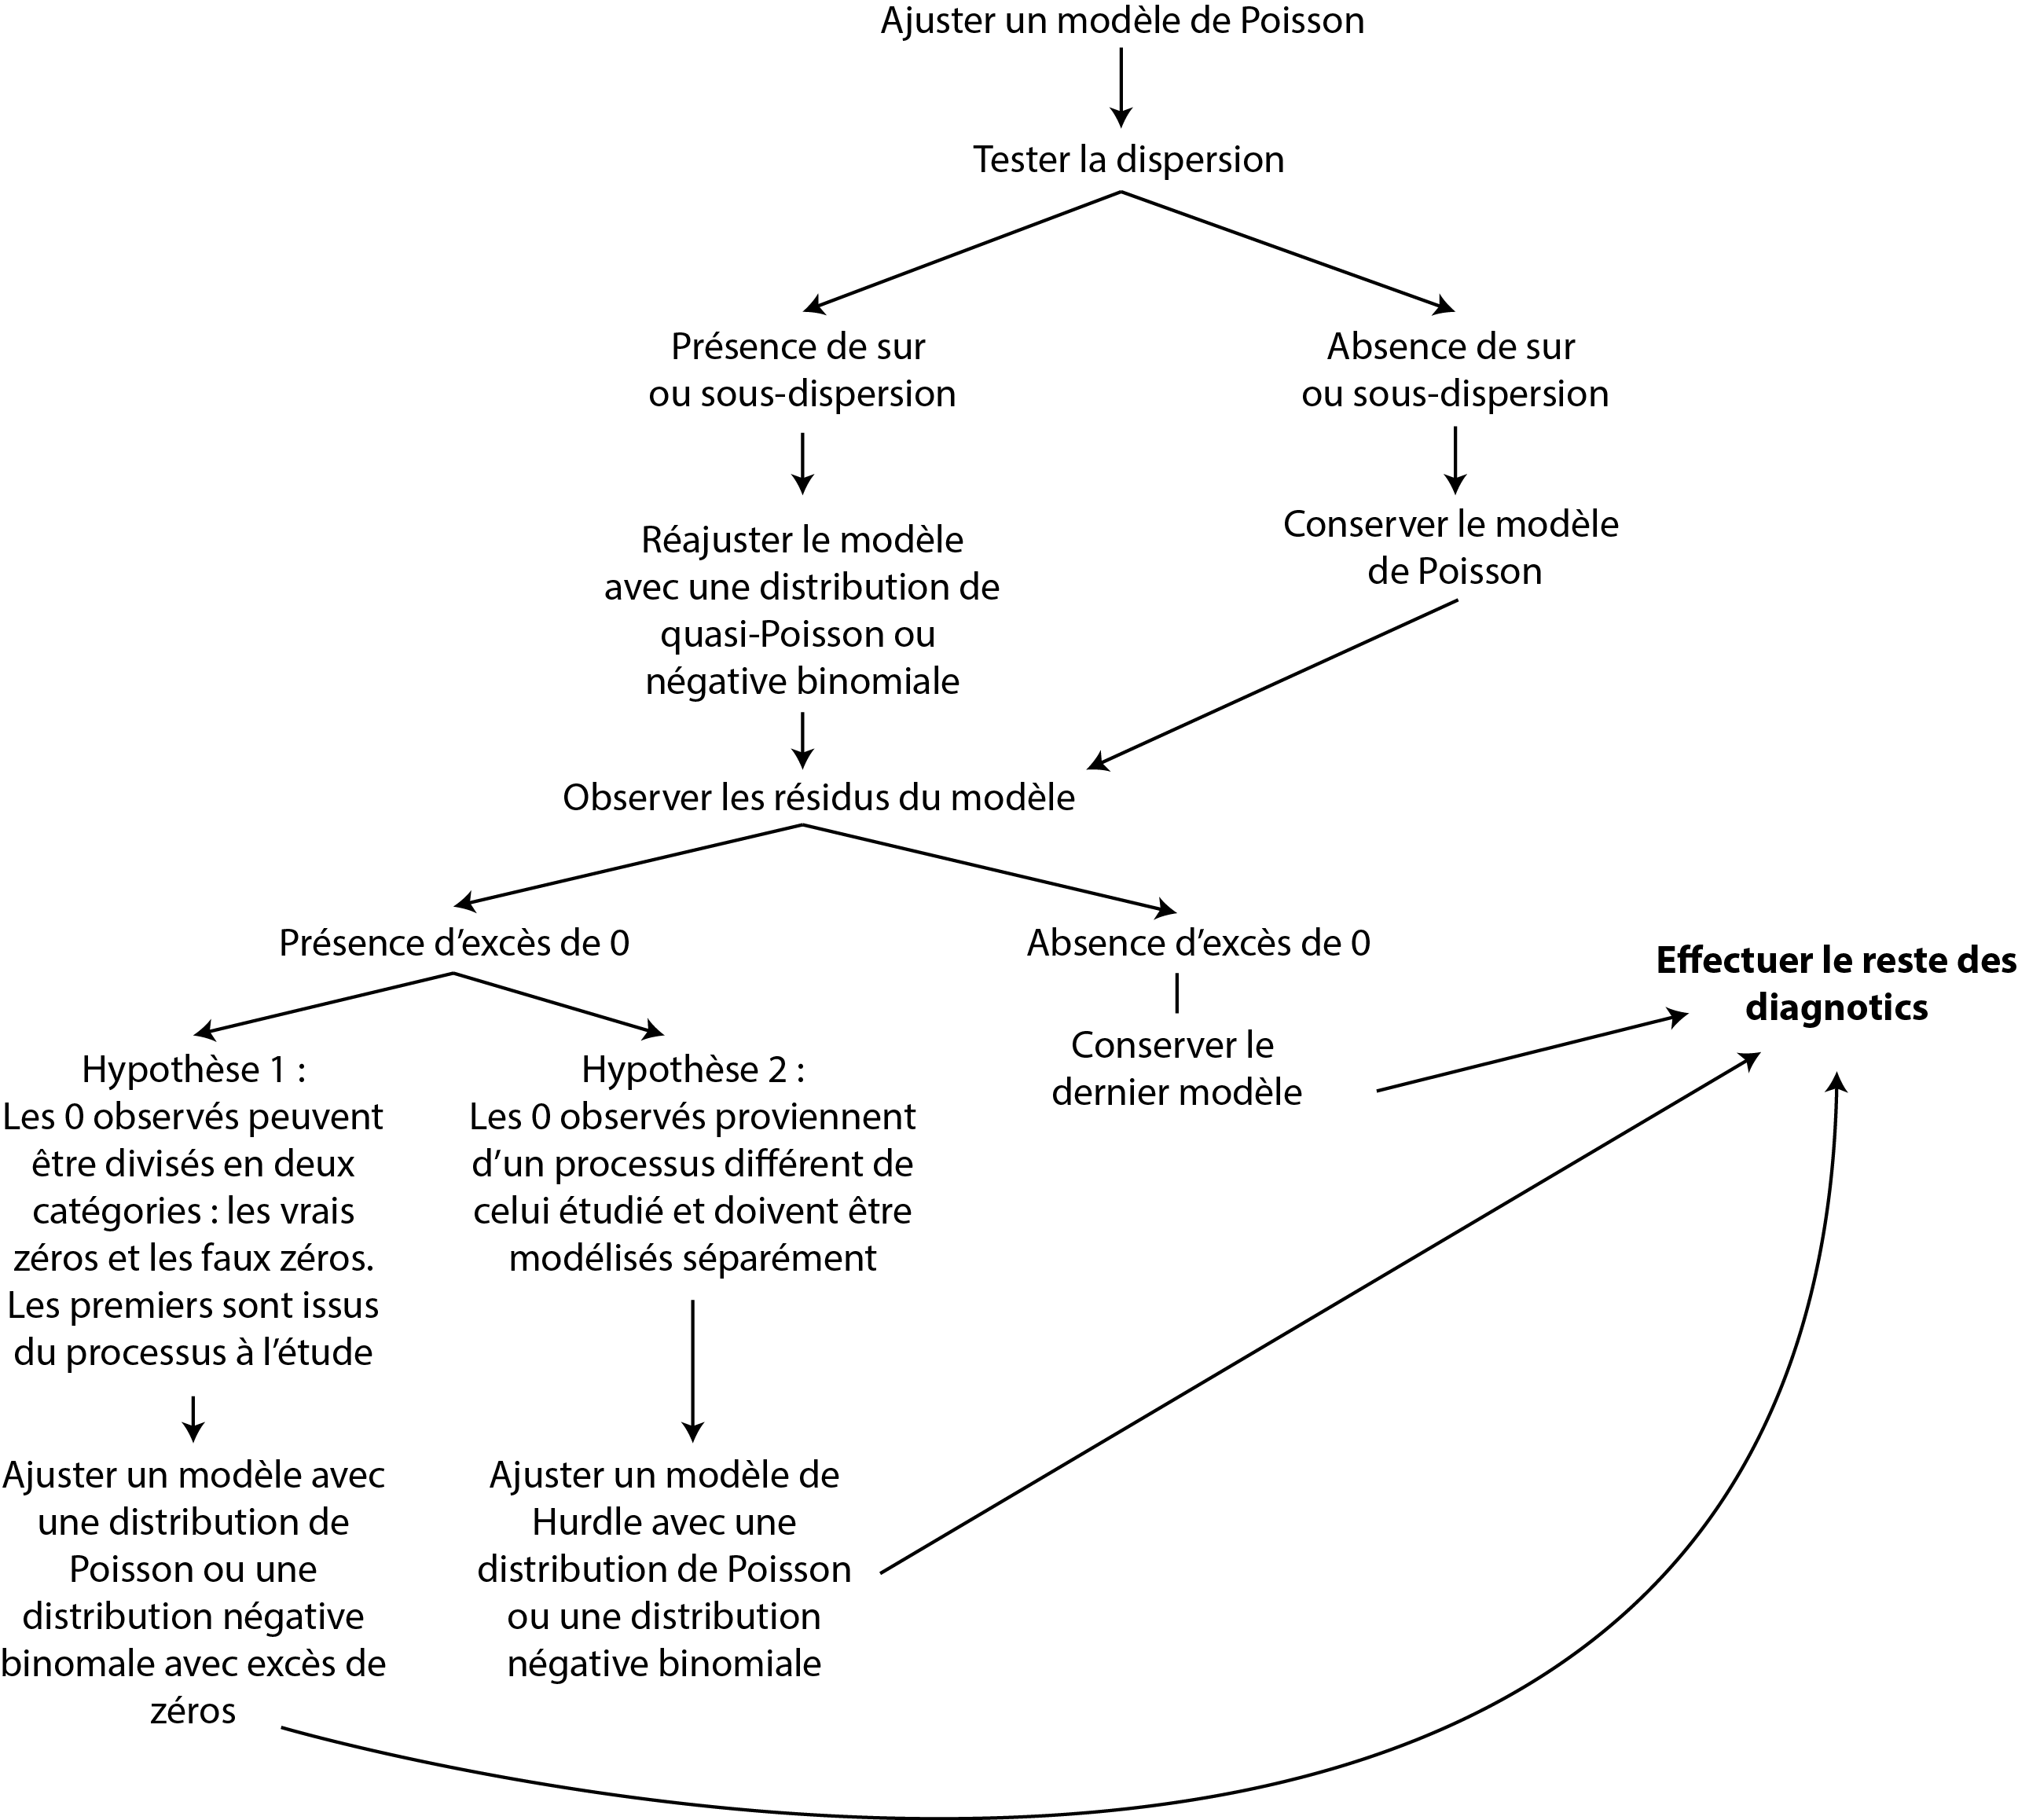 Ajuster un modèle de Poisson
Tester la dispersion
Présence de sur
ou sous-dispersion
Absence de sur
ou sous-dispersion
Réajuster le modèle
avec une distribution de
quasi-Poisson ou
négative binomiale
Conserver le modèle
de Poisson
Observer les résidus du modèle
Présence d'excès de 0
Absence d'excès de 0
Effectuer le reste des
diagnotics
Conserver le
dernier modèle
Hypothèse 1 :
Les 0 observés peuvent
être divisés en deux
catégories : les vrais
zéros et les faux zéros.
Les premiers sont issus
du processus à l'étude
Hypothèse 2 :
Les 0 observés proviennent
d'un processus différent de
celui étudié et doivent être
modélisés séparément
Ajuster un modèle avec
une distribution de
Poisson ou une
distribution négative
binomale avec excès de
zéros
Ajuster un modèle de
Hurdle avec une
distribution de Poisson
ou une distribution
négative binomiale